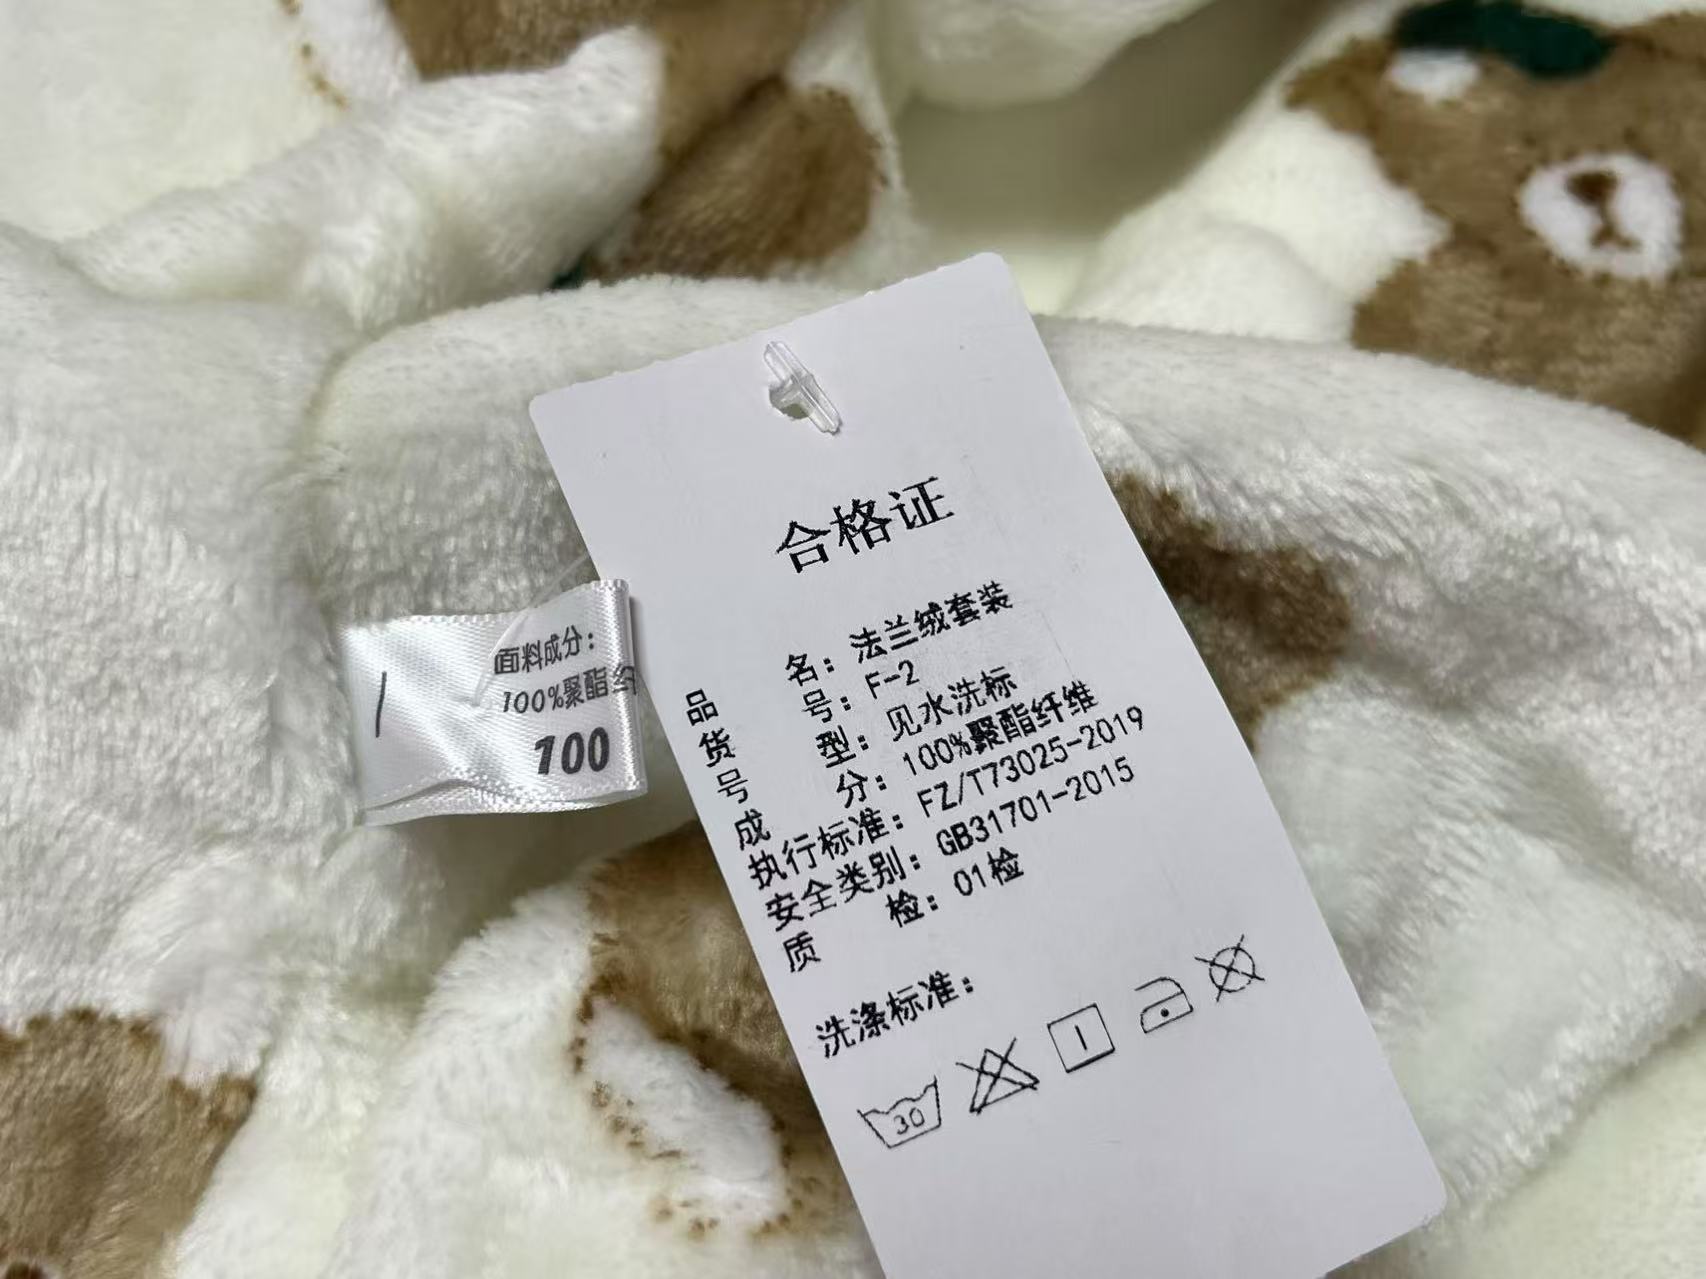 合格证
品名：法兰绒套装
货号：F-2
号型：见水洗标
成分：100%聚酯纤维
执行标准：FZ/T73025-2019
安全类别：GB31701-2015
质检：01检
洗涤标准：
30
面料成分：
100%聚酯纤
100